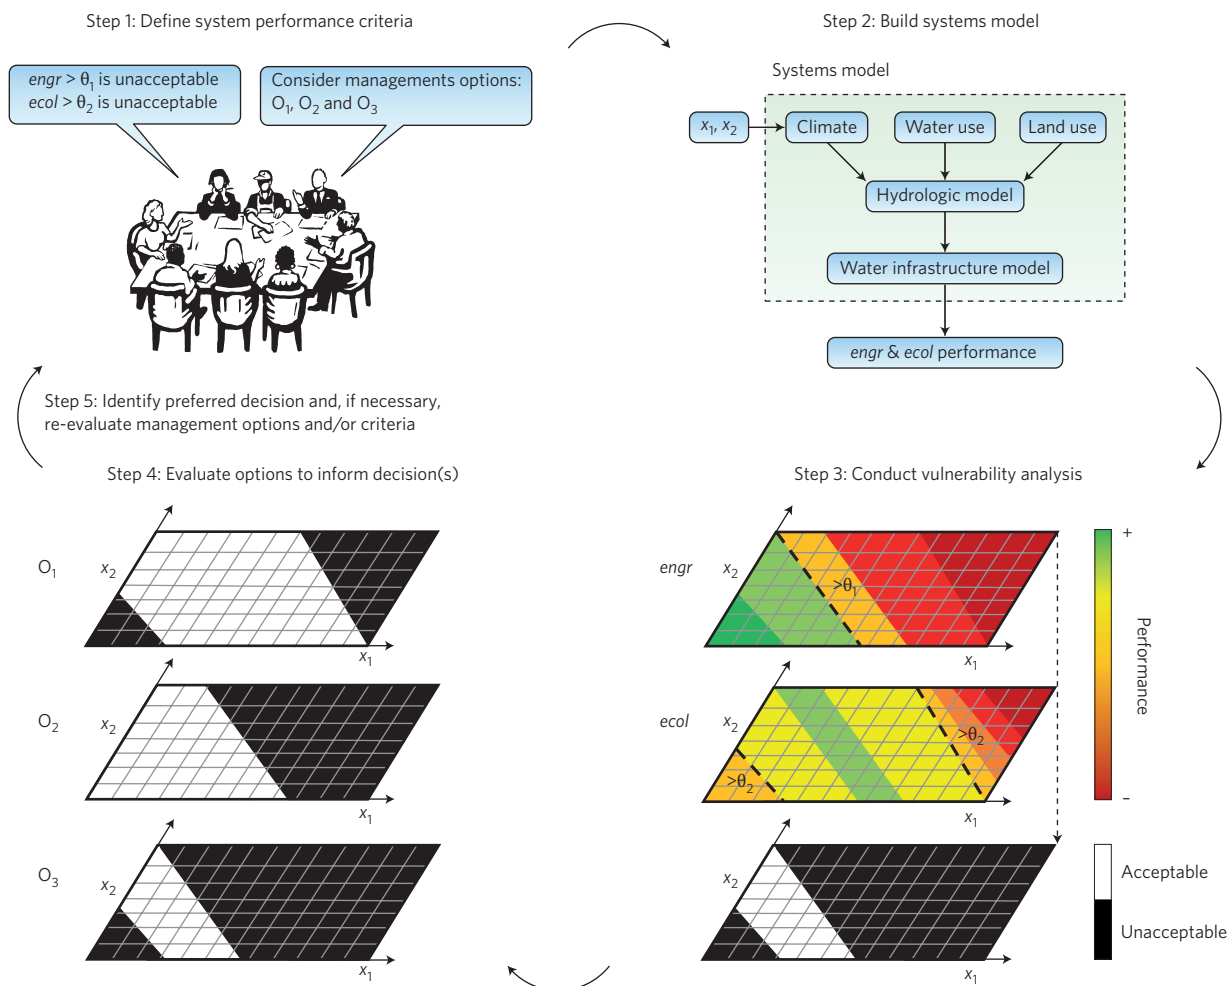 Step 1: Define system performance criteria
engr > θ1 is unacceptable
ecol > θ2 is unacceptable
Consider managements options:
O1, O2 and O3
Step 2: Build systems model
Systems model
x1, x2
Climate
Water use
Land use
Hydrologic model
Water infrastructure model
engr & ecol performance
Step 3: Conduct vulnerability analysis
engr
x2
>θ1
x1
ecol
x2
>θ2
>θ2
x1
x2
x1
+
Performance
–
Acceptable
Unacceptable
Step 4: Evaluate options to inform decision(s)
O1
x2
x1
O2
x2
x1
O3
x2
x1
Step 5: Identify preferred decision and, if necessary,
re-evaluate management options and/or criteria